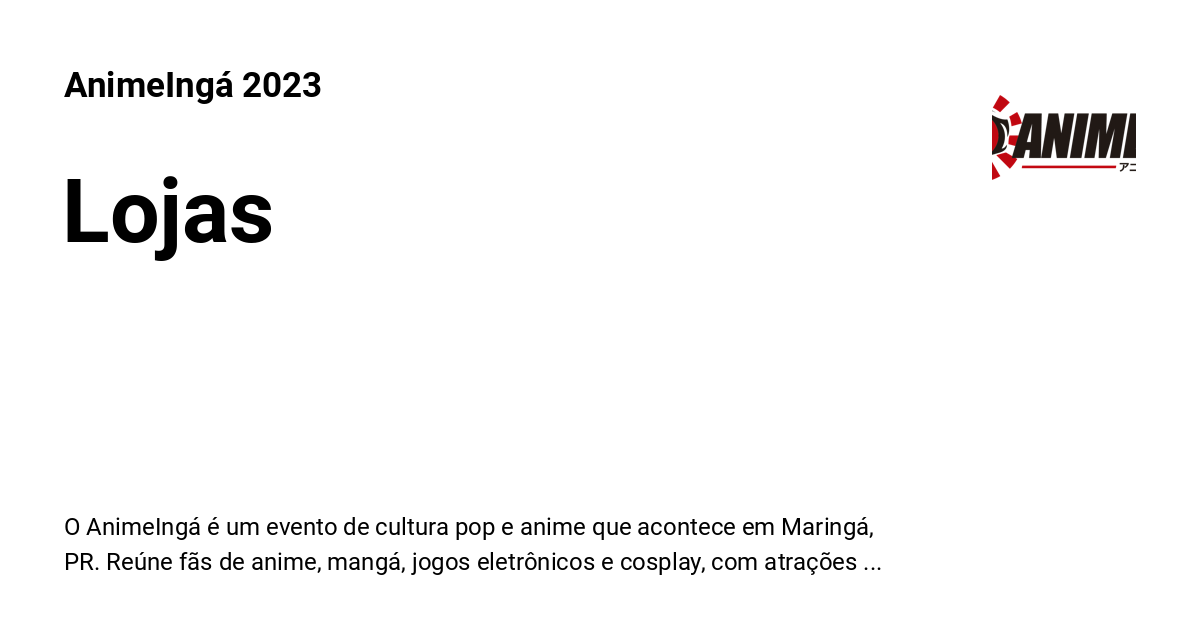 AnimeIngá 2023
ANIM
アニ
Lojas
O AnimeIngá é um evento de cultura pop e anime que acontece em Maringá,
PR. Reúne fãs de anime, mangá, jogos eletrônicos e cosplay, com atrações ...